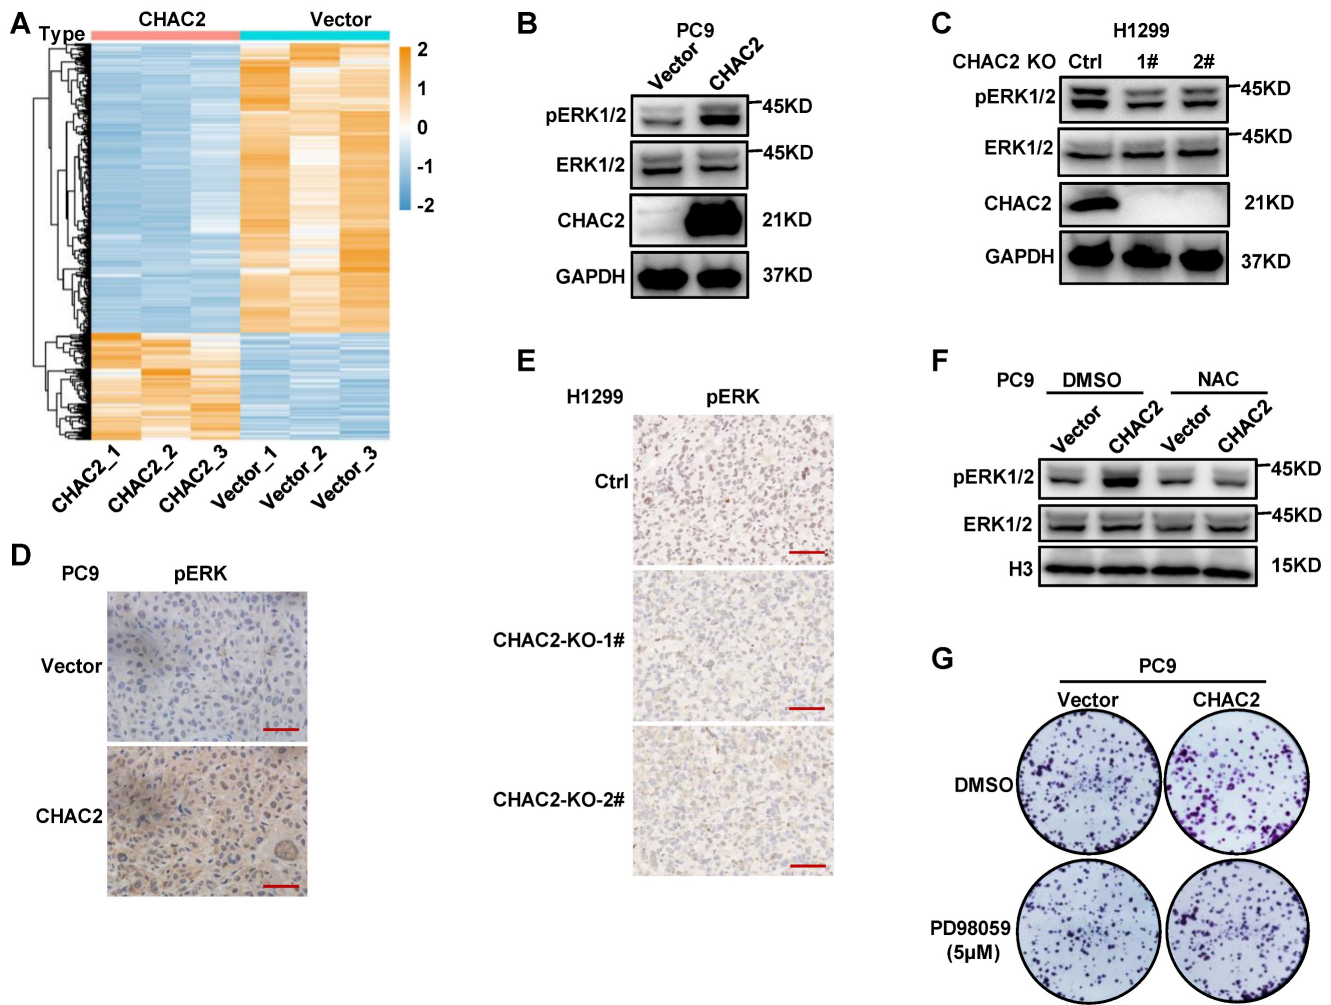 A
Type
CHAC2
Vector
2
1
0
-1
-2
CHAC2_1
CHAC2_2
CHAC2_3
Vector_1
Vector_2
Vector_3
B
PC9
Vector
CHAC2
pERK1/2
45KD
ERK1/2
45KD
CHAC2
21KD
GAPDH
37KD
C
H1299
CHAC2 KO Ctrl 1# 2#
pERK1/2
45KD
ERK1/2
45KD
CHAC2
21KD
GAPDH
37KD
D
PC9
pERK
Vector
CHAC2
E
H1299
pERK
Ctrl
CHAC2-KO-1#
CHAC2-KO-2#
F
PC9
DMSO
NAC
Vector
CHAC2
Vector
CHAC2
pERK1/2
45KD
ERK1/2
45KD
H3
15KD
G
PC9
Vector
CHAC2
DMSO
PD98059
(5μM)